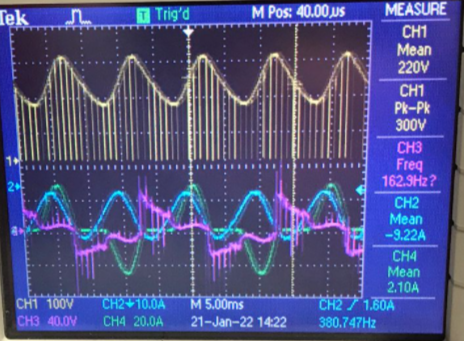 Tek
T Trig'd
M Pos: 40.00µs
MEASURE
CH1
Mean
220V
CH1
Pk-Pk
300V
CH3
Freq
162.9Hz?
CH2
Mean
-9.22A
CH4
Mean
2.10A
1
2
CH1 100V CH2 10.0A M 5.00ms CH2 / 1.60A
CH3 40.0V CH4 20.0A 21-Jan-22 14:22 380.747Hz